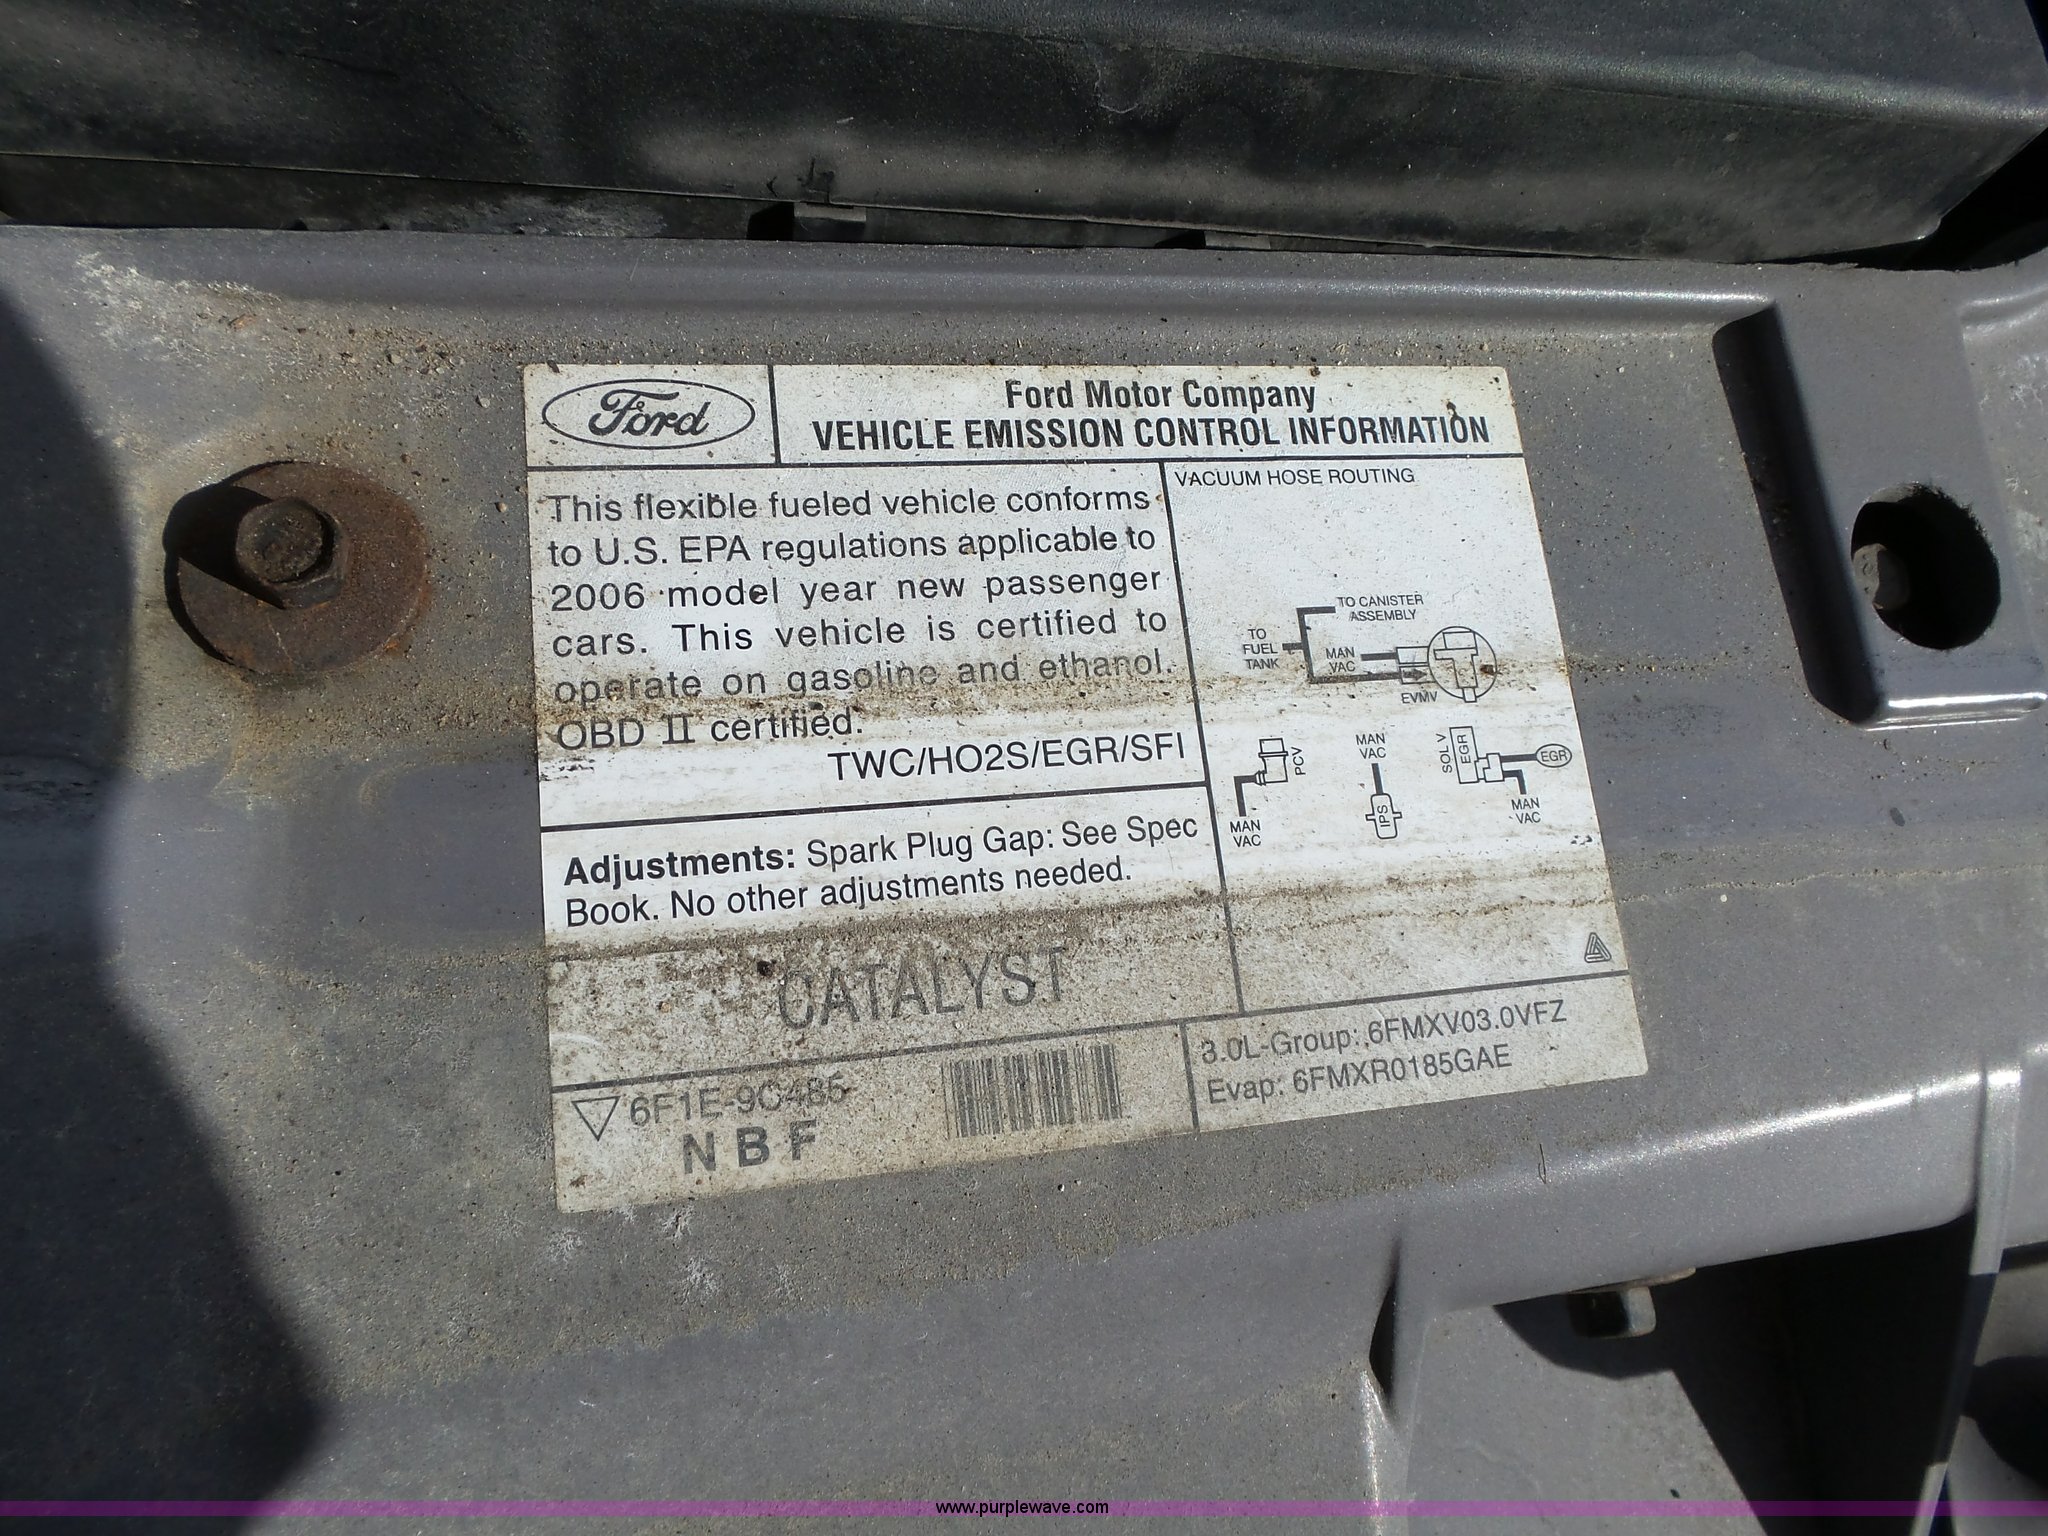 Ford
Ford Motor Company
VEHICLE EMISSION CONTROL INFORMATION
This flexible fueled vehicle conforms
to U.S. EPA regulations applicable to
2006 model year new passenger
cars. This vehicle is certified to
operate on gasoline and ethanol.
OBD II certified.
TWC/HO2S/EGR/SFI
Adjustments: Spark Plug Gap: See Spec
Book. No other adjustments needed.
CATALYST
6F1E-9C485
N B F
VACUUM HOSE ROUTING
TO CANISTER
ASSEMBLY
TO
FUEL
TANK
MAN
VAC
EVMV
PCV
MAN
VAC
MAN
VAC
IPS
SOL V
EGR
EGR
MAN
VAC
3.0L-Group: 6FMXV03.0VFZ
Evap: 6FMXR0185GAE
www.purplewave.com